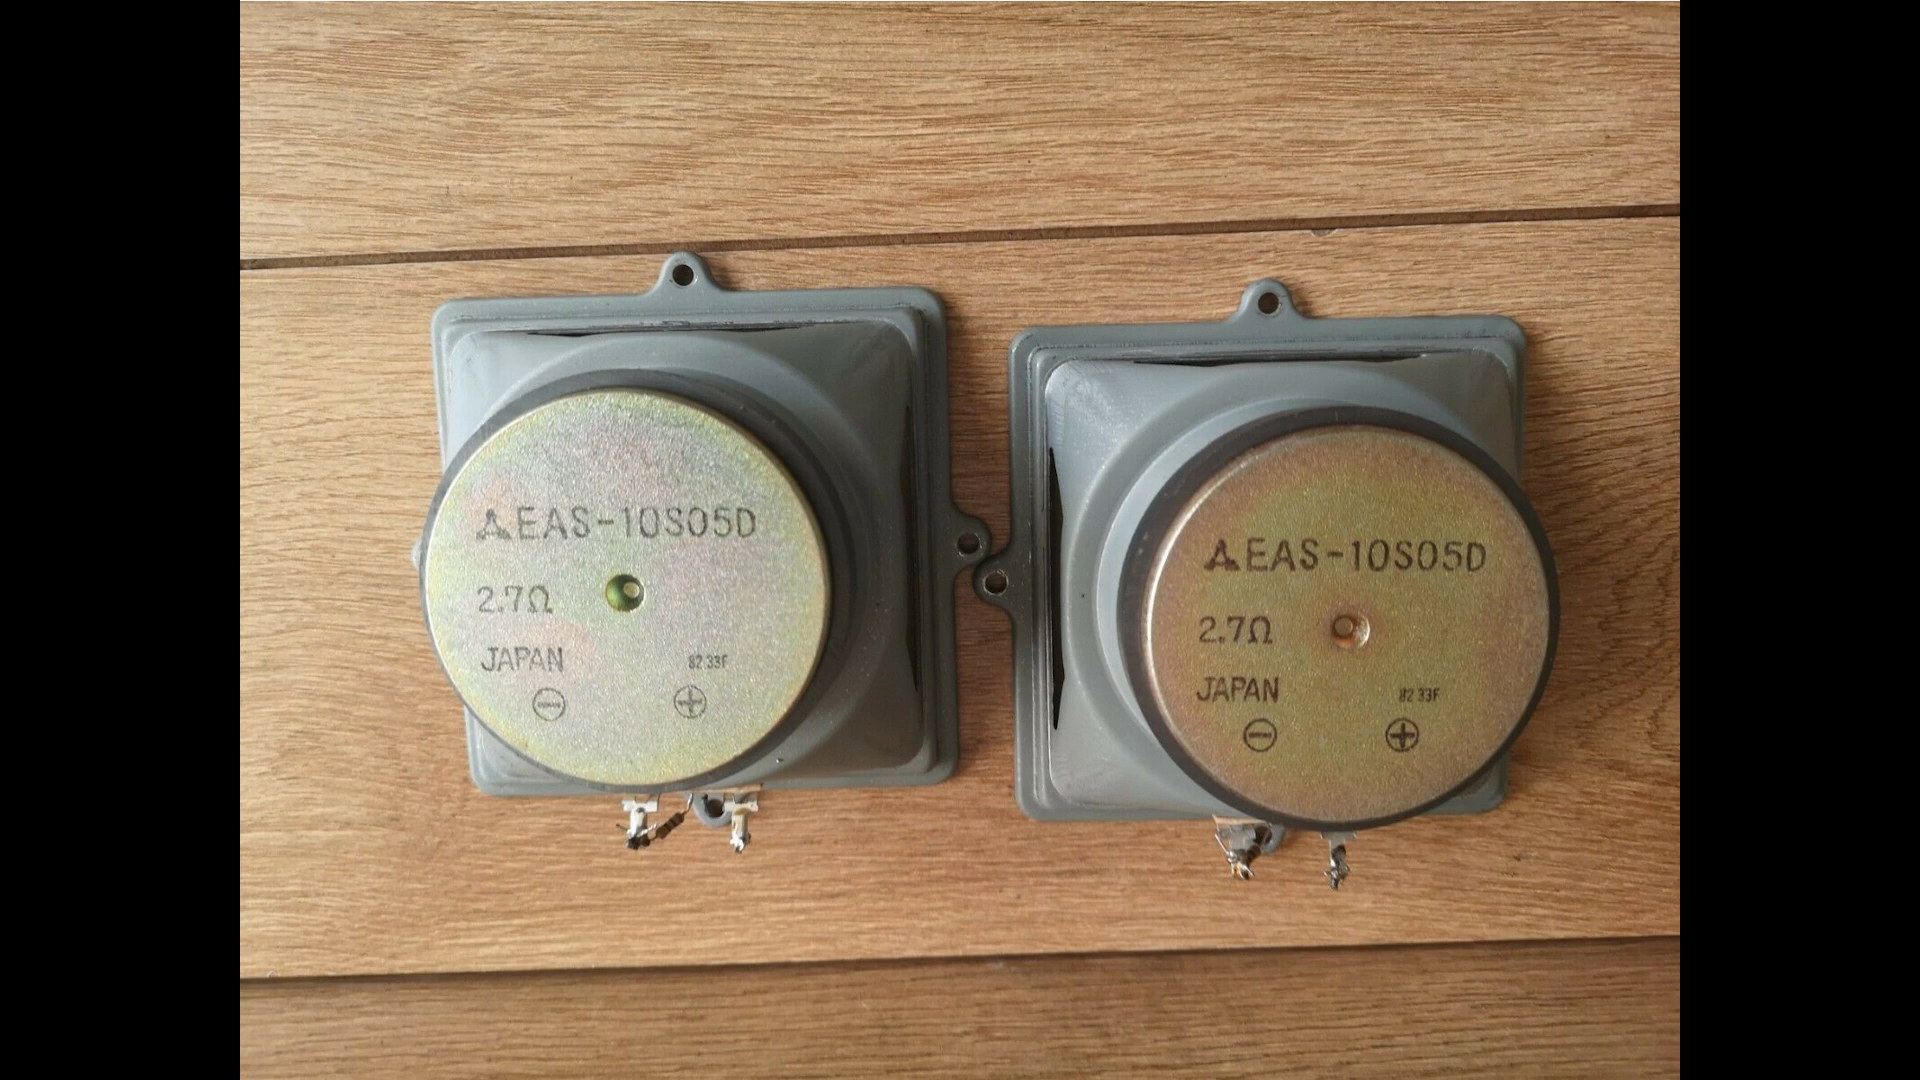 EAS-10S05D
2.7Ω
JAPAN 82 33F
⊖ ⊕
EAS-10S05D
2.7Ω
JAPAN 82 33F
⊖ ⊕